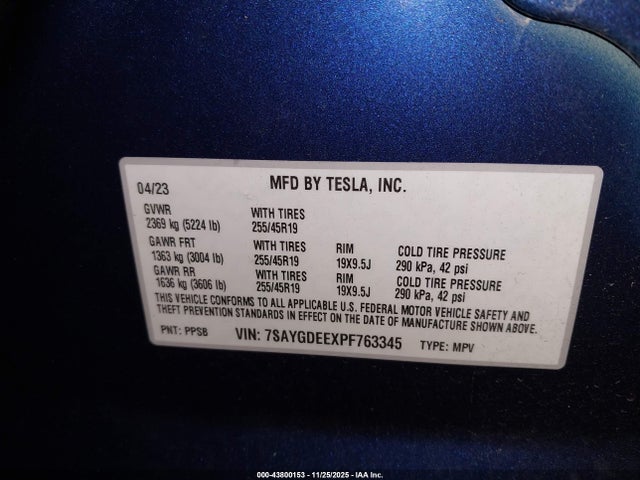 04/23 MFD BY TESLA, INC.
GVWR WITH TIRES
2369 kg (5224 lb) 255/45R19
GAWR FRT WITH TIRES RIM COLD TIRE PRESSURE
1363 kg (3004 lb) 255/45R19 19X9.5J 290 kPa, 42 psi
GAWR RR WITH TIRES RIM COLD TIRE PRESSURE
1636 kg (3606 lb) 255/45R19 19X9.5J 290 kPa, 42 psi
THIS VEHICLE CONFORMS TO ALL APPLICABLE U.S. FEDERAL MOTOR VEHICLE SAFETY AND
THEFT PREVENTION STANDARDS IN EFFECT ON THE DATE OF MANUFACTURE SHOWN ABOVE.
PNT: PPSB VIN: 7SAYGDEEXPF763345 TYPE: MPV
000-43800153 - 11/25/2025 - IAA Inc.